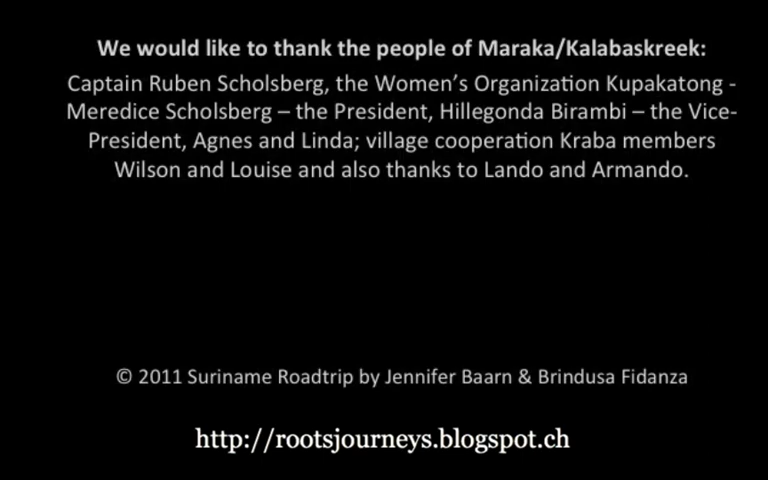 We would like to thank the people of Maraka/Kalabaskreek:
Captain Ruben Scholsberg, the Women’s Organization Kupakatong -
Meredice Scholsberg – the President, Hillegonda Birambi – the Vice-
President, Agnes and Linda; village cooperation Kraba members
Wilson and Louise and also thanks to Lando and Armando.
© 2011 Suriname Roadtrip by Jennifer Baarn & Brindusa Fidanza
http://rootsjourneys.blogspot.ch